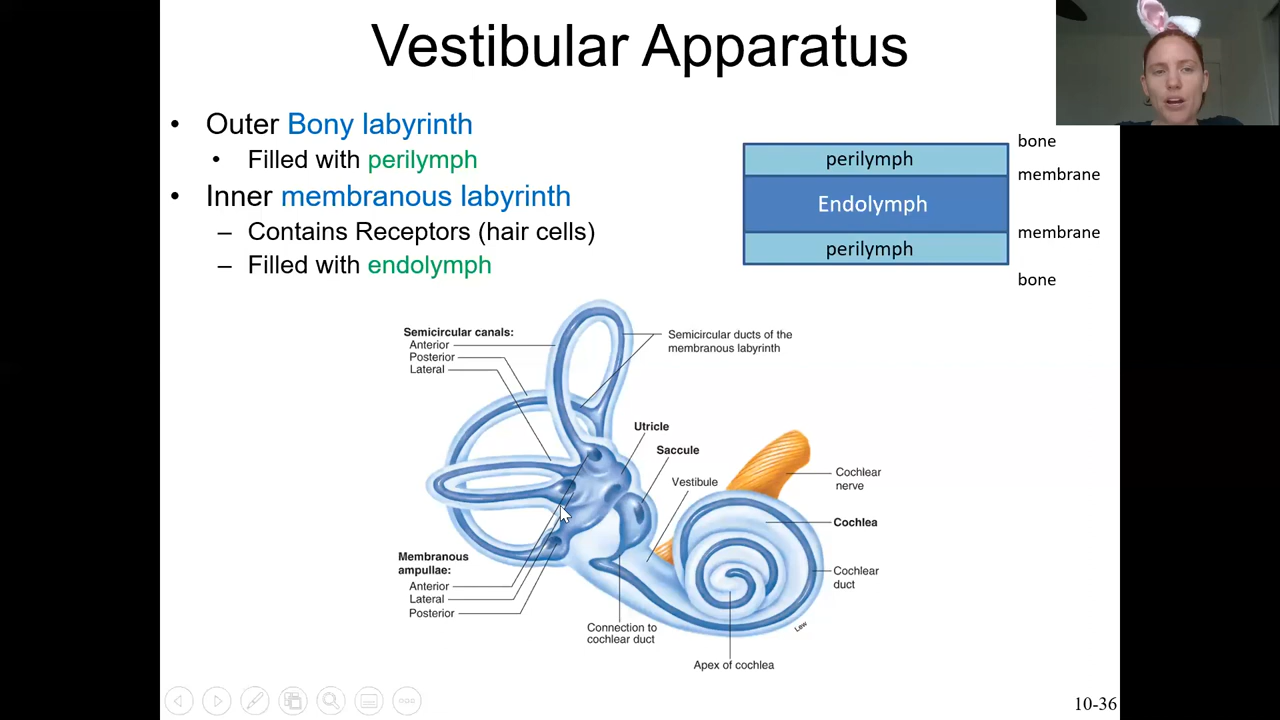 Vestibular Apparatus
• Outer Bony labyrinth
• Filled with perilymph
• Inner membranous labyrinth
– Contains Receptors (hair cells)
– Filled with endolymph
bone
perilymph
membrane
Endolymph
membrane
perilymph
bone
Semicircular canals:
Anterior
Posterior
Lateral
Semicircular ducts of the
membranous labyrinth
Utricle
Saccule
Vestibule
Cochlear
nerve
Cochlea
Cochlear
duct
Membranous
ampullae:
Anterior
Lateral
Posterior
Connection to
cochlear duct
Apex of cochlea
Lew
10-36